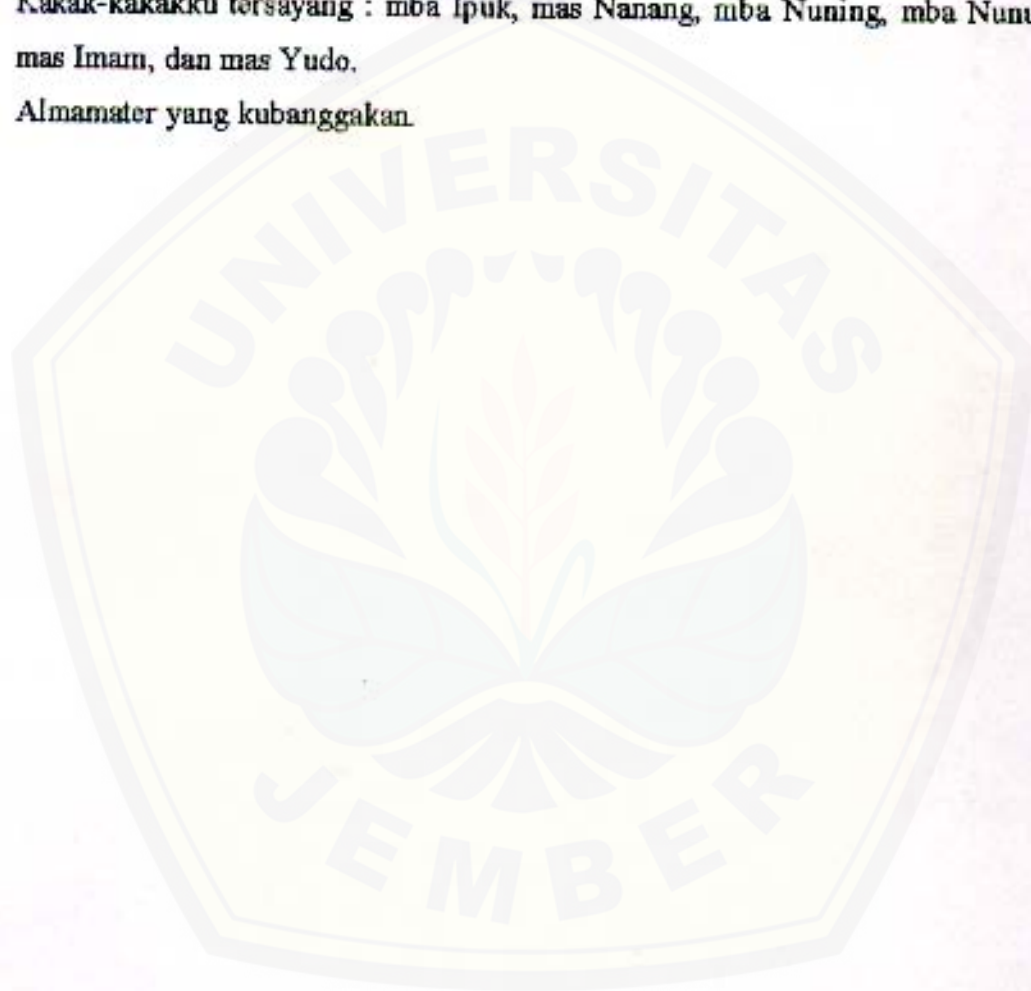 Kakak-kakakku tersayang : mba Ipuk, mas Nanang, mba Nuning, mba
mas Imam, dan mas Yudo.
Almamater yang kubanggakan.
UNIVERSITAS
JEMBER